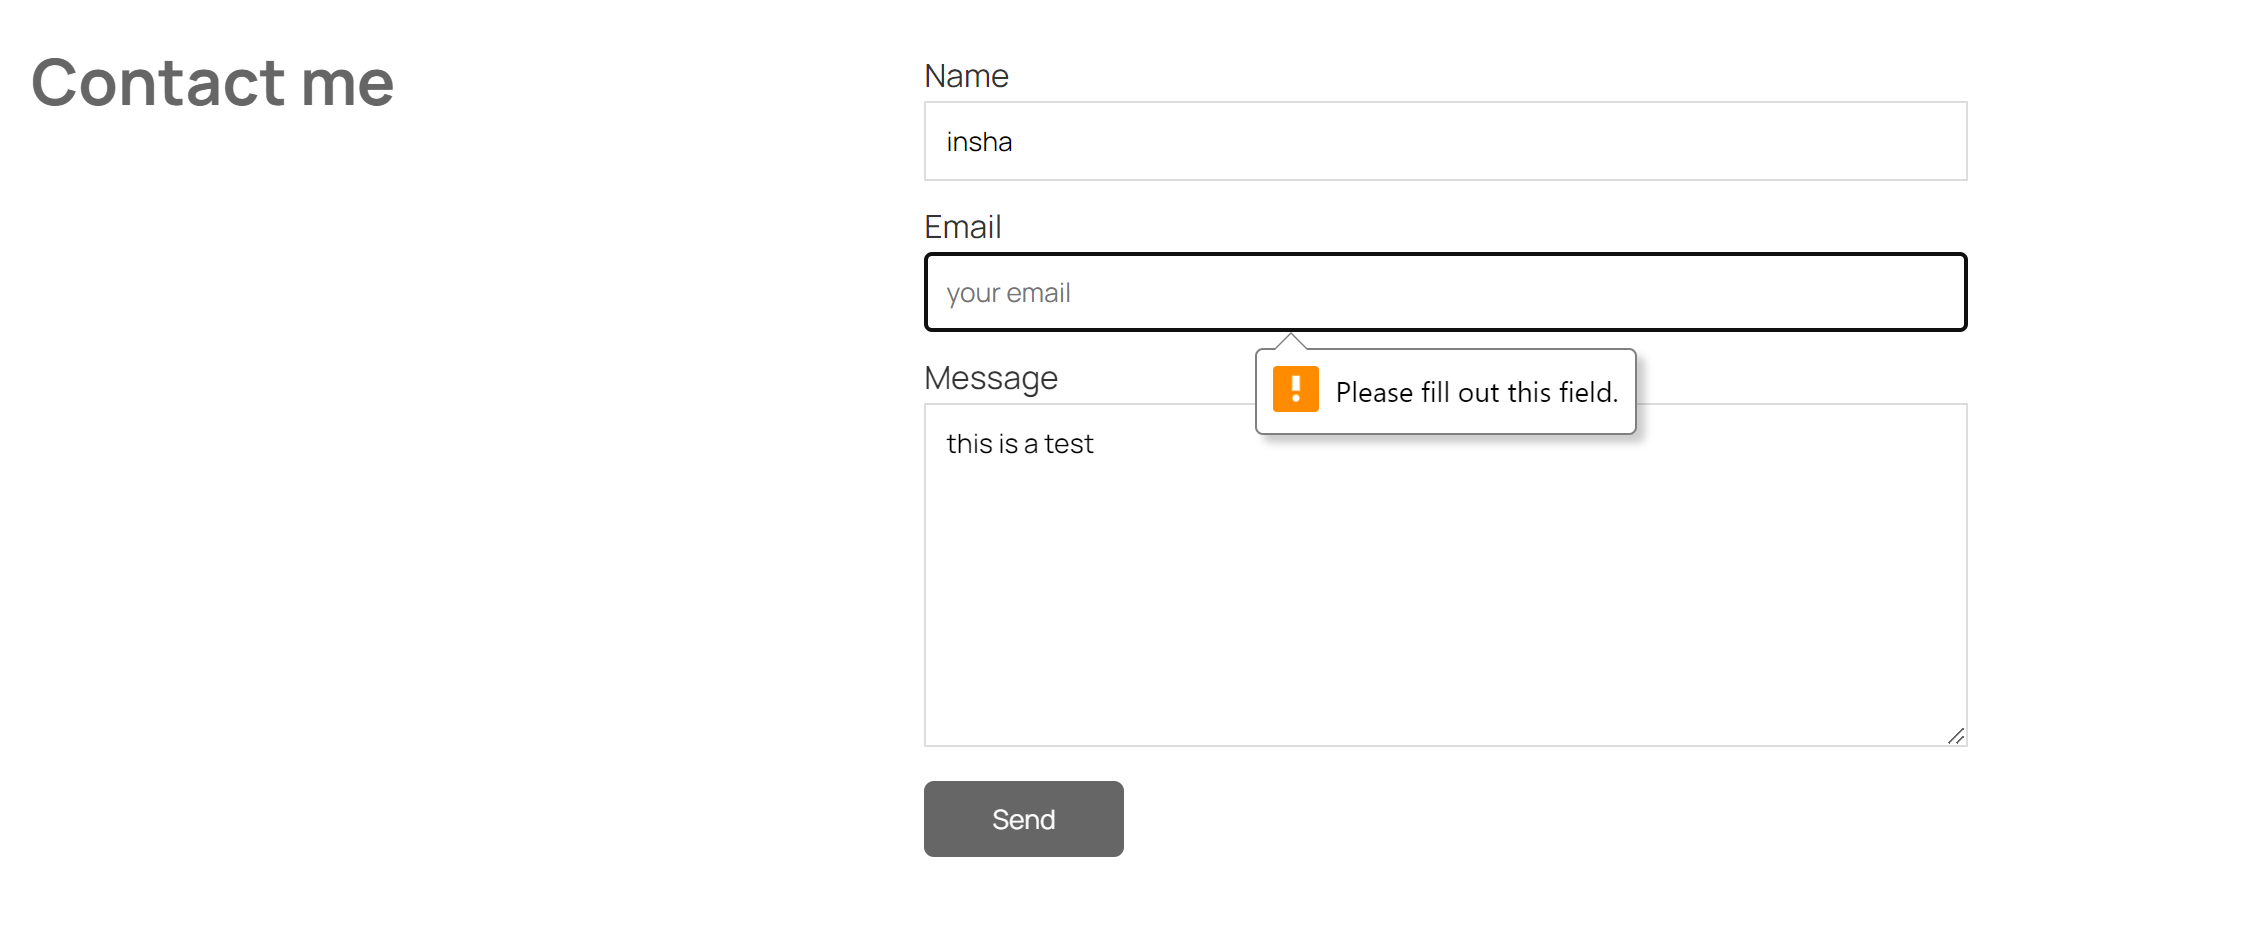 Contact me
Name
insha
Email
your email
Please fill out this field.
Message
this is a test
Send